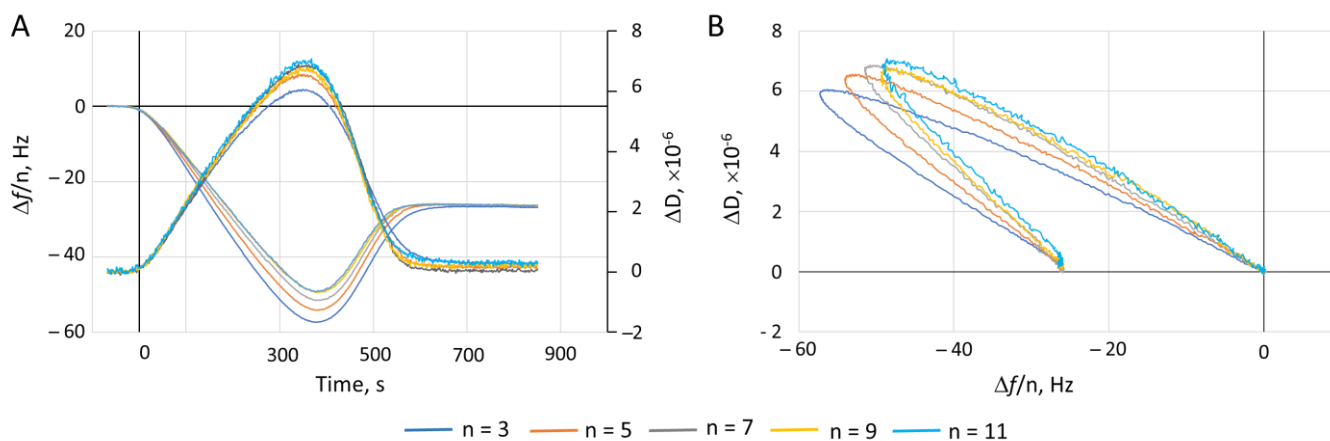 A
B
20
0
– 20
– 40
– 60
Δf/n, Hz
8
6
4
2
0
– 2
ΔD, ×10-6
0
300
500
700
900
Time, s
8
6
4
2
0
- 2
ΔD, ×10-6
– 60
– 40
– 20
0
Δf/n, Hz
n = 3
n = 5
n = 7
n = 9
n = 11